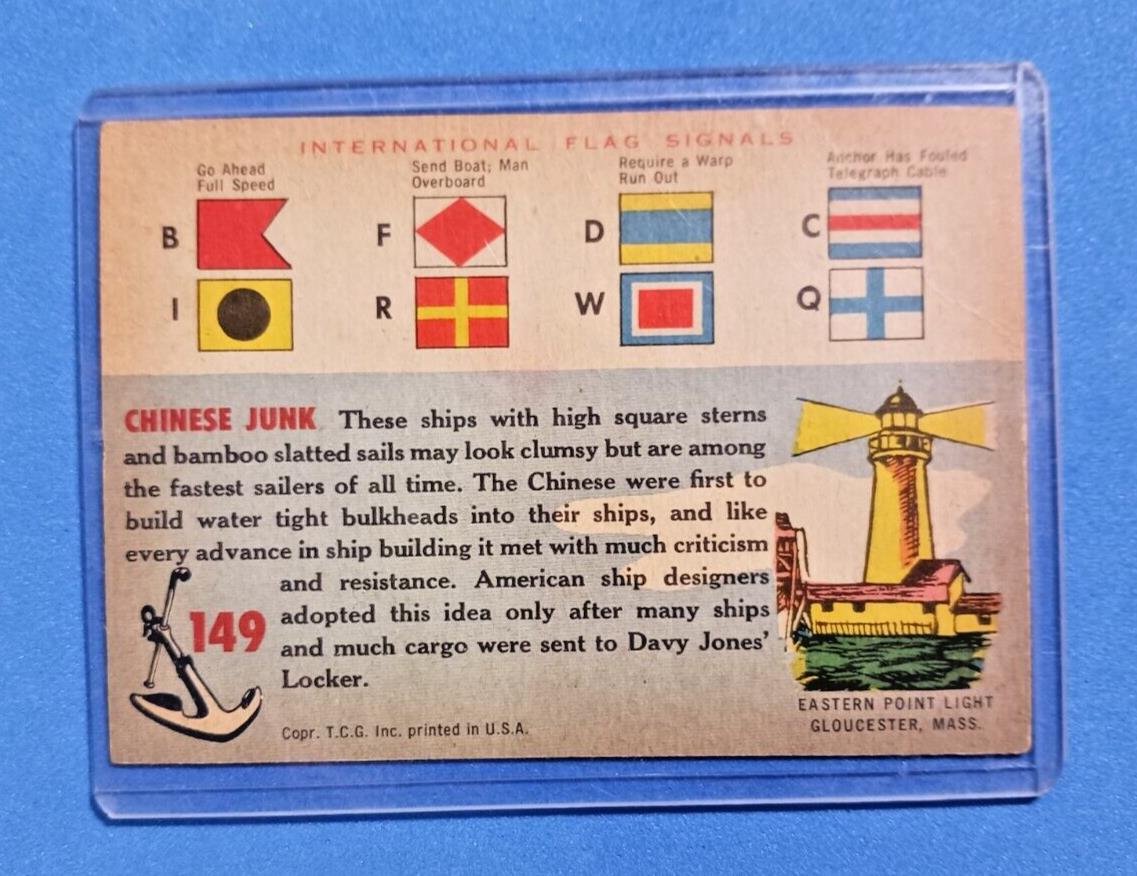 INTERNATIONAL FLAG SIGNALS
Go Ahead
Full Speed
Send Boat; Man
Overboard
Require a Warp
Run Out
Anchor Has Fouled
Telegraph Cable
B
F
D
C
I
R
W
Q
CHINESE JUNK These ships with high square sterns
and bamboo slatted sails may look clumsy but are among
the fastest sailers of all time. The Chinese were first to
build water tight bulkheads into their ships, and like
every advance in ship building it met with much criticism
and resistance. American ship designers
adopted this idea only after many ships
and much cargo were sent to Davy Jones'
Locker.
149
Copr. T.C.G. Inc. printed in U.S.A.
EASTERN POINT LIGHT
GLOUCESTER, MASS.